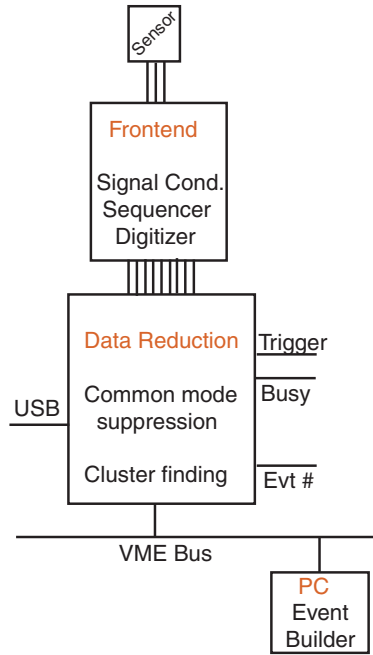 Sensor
Frontend
Signal Cond.
Sequencer
Digitizer
Data Reduction
Trigger
Common mode
suppression
Busy
USB
Cluster finding
Evt #
VME Bus
PC
Event
Builder